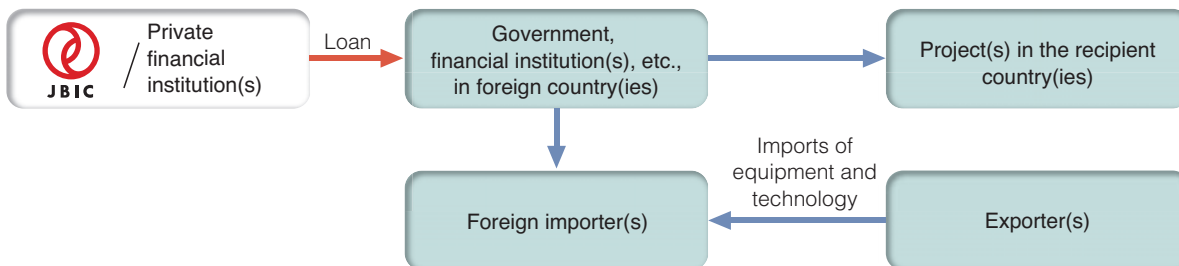 JBIC
/
Private
financial
institution(s)
Loan
Government,
financial institution(s), etc.,
in foreign country(ies)
Project(s) in the recipient
country(ies)
Imports of
equipment and
technology
Foreign importer(s)
Exporter(s)